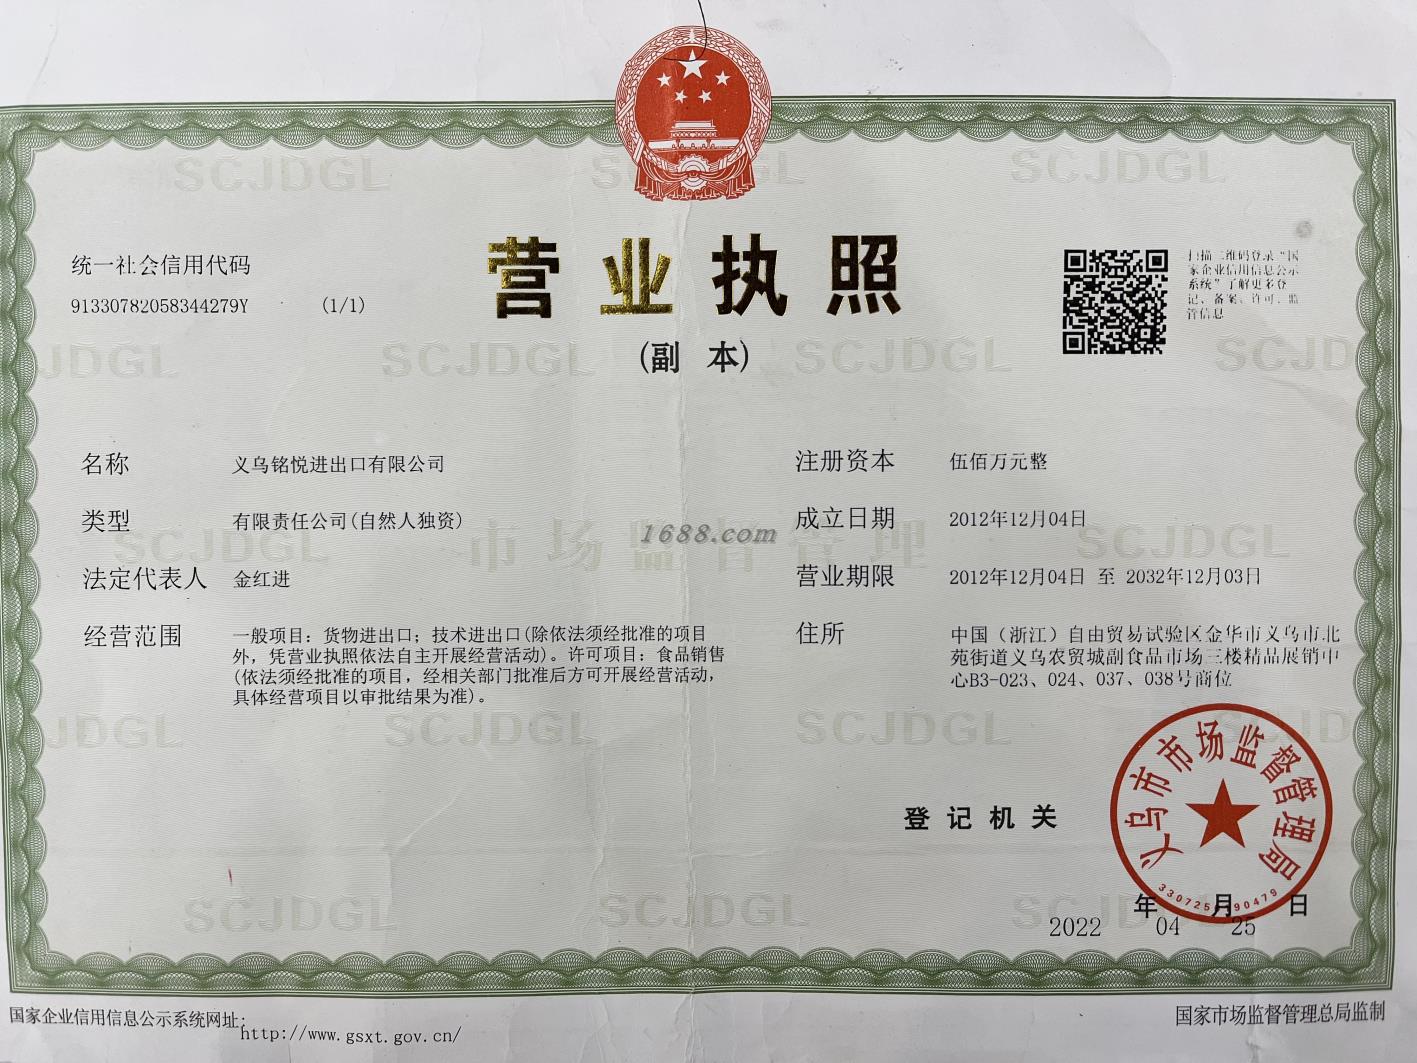 营业执照
(副 本)
统一社会信用代码
91330782058344279Y (1/1)
扫描二维码登录“国
家企业信用信息公示
系统”了解更多登
记、备案、许可、监
管信息
名称 义乌铭悦进出口有限公司
类型 有限责任公司(自然人独资)
法定代表人 金红进
经营范围 一般项目：货物进出口；技术进出口(除依法须经批准的项目
外，凭营业执照依法自主开展经营活动)。许可项目：食品销售
(依法须经批准的项目，经相关部门批准后方可开展经营活动，
具体经营项目以审批结果为准)。
注册资本 伍佰万元整
成立日期 2012年12月04日
营业期限 2012年12月04日 至 2032年12月03日
住所 中国（浙江）自由贸易试验区金华市义乌市北
苑街道义乌农贸城副食品市场三楼精品展销中
心B3-023、024、037、038号商位
1688.com
市场监督管理
SCJDGL
登记机关
义乌市市场监督管理局
2022年04月25日
国家企业信用信息公示系统网址：
http://www.gsxt.gov.cn/
国家市场监督管理总局监制